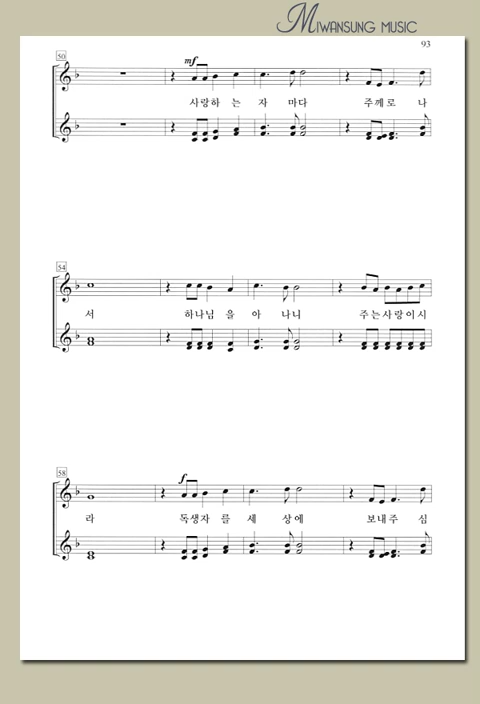 MIWANSUNG MUSIC
93
50
mf
사랑하 는 자 마다 주께로 나
54
서 하나님 을 아 나니 주는사랑이시
58
f
라 독생자 를 세 상에 보내주 심